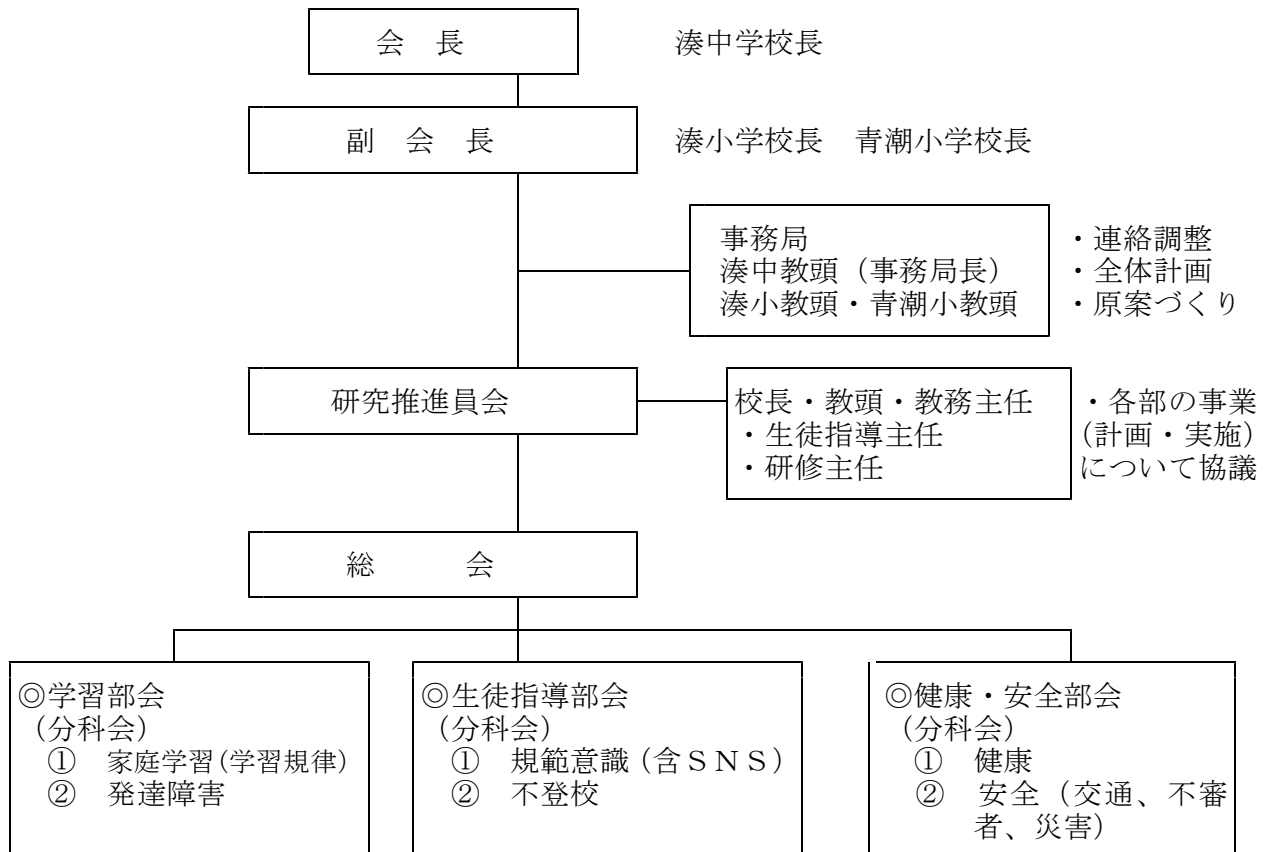 会　長　湊中学校長
副　会　長　湊小学校長　青潮小学校長
事務局
湊中教頭（事務局長）
湊小教頭・青潮小教頭
・連絡調整
・全体計画
・原案づくり
研究推進員会
校長・教頭・教務主任
・生徒指導主任
・研修主任
・各部の事業
(計画・実施)
について協議
総　　会
◎学習部会
（分科会）
①　家庭学習(学習規律)
②　発達障害
◎生徒指導部会
（分科会）
①　規範意識（含ＳＮＳ）
②　不登校
◎健康・安全部会
（分科会）
①　健康
②　安全（交通、不審
者、災害）